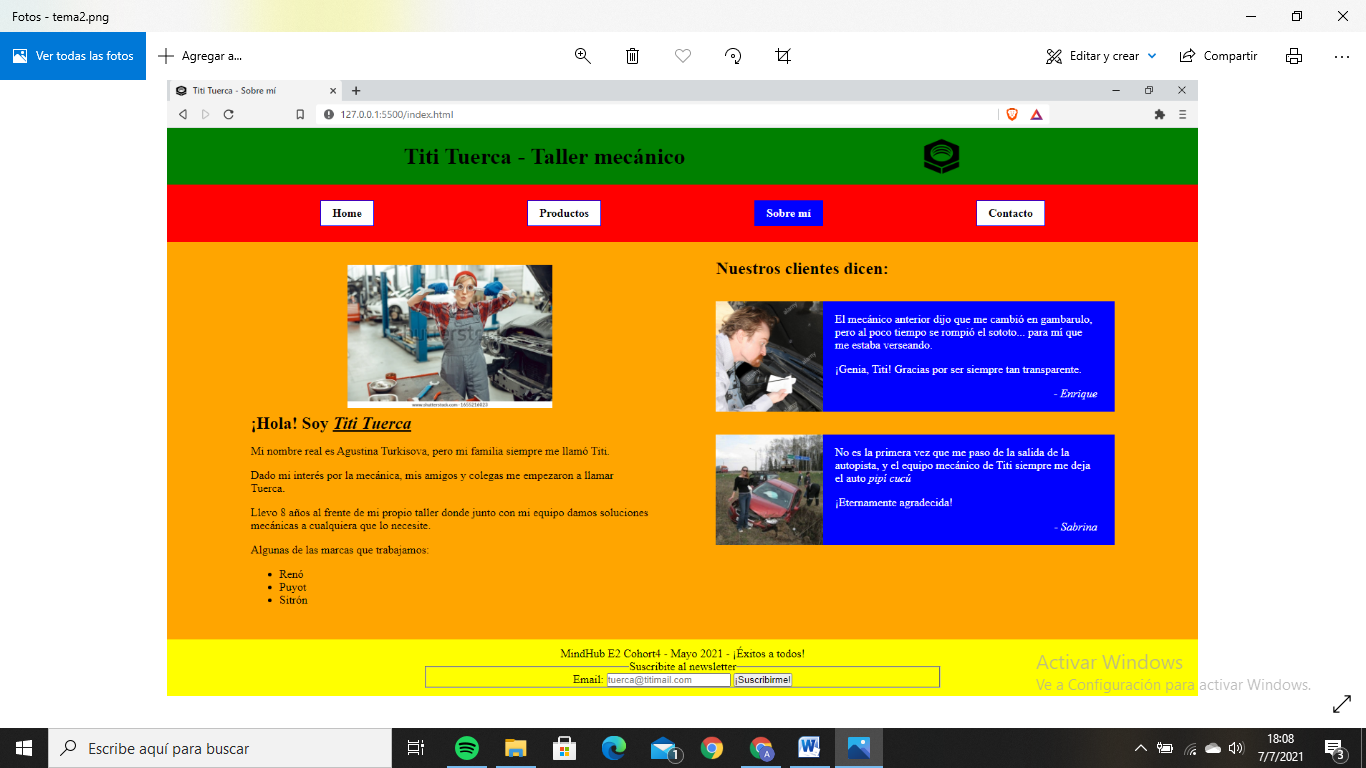 Fotos - tema2.png
Ver todas las fotos
Agregar a...
Editar y crear
Compartir
Titi Tuerca - Sobre mí
127.0.0.1:5500/index.html
Titi Tuerca - Taller mecánico
Home
Productos
Sobre mí
Contacto
www.shutterstock.com · 1655216623
¡Hola! Soy Titi Tuerca
Mi nombre real es Agustina Turkisova, pero mi familia siempre me llamó Titi.
Dado mi interés por la mecánica, mis amigos y colegas me empezaron a llamar
Tuerca.
Llevo 8 años al frente de mi propio taller donde junto con mi equipo damos soluciones
mecánicas a cualquiera que lo necesite.
Algunas de las marcas que trabajamos:
Renó
Puyot
Sitrón
Nuestros clientes dicen:
El mecánico anterior dijo que me cambió en gambarulo,
pero al poco tiempo se rompió el sototo... para mí que
me estaba verseando.
¡Genia, Titi! Gracias por ser siempre tan transparente.
- Enrique
No es la primera vez que me paso de la salida de la
autopista, y el equipo mecánico de Titi siempre me deja
el auto pipí cucú
¡Eternamente agradecida!
- Sabrina
MindHub E2 Cohort4 - Mayo 2021 - ¡Éxitos a todos!
Suscribite al newsletter
Email: tuerca@titimail.com ¡Suscribirme!
Activar Windows
Ve a Configuración para activar Windows.
Escribe aquí para buscar
1
18:08
7/7/2021
3